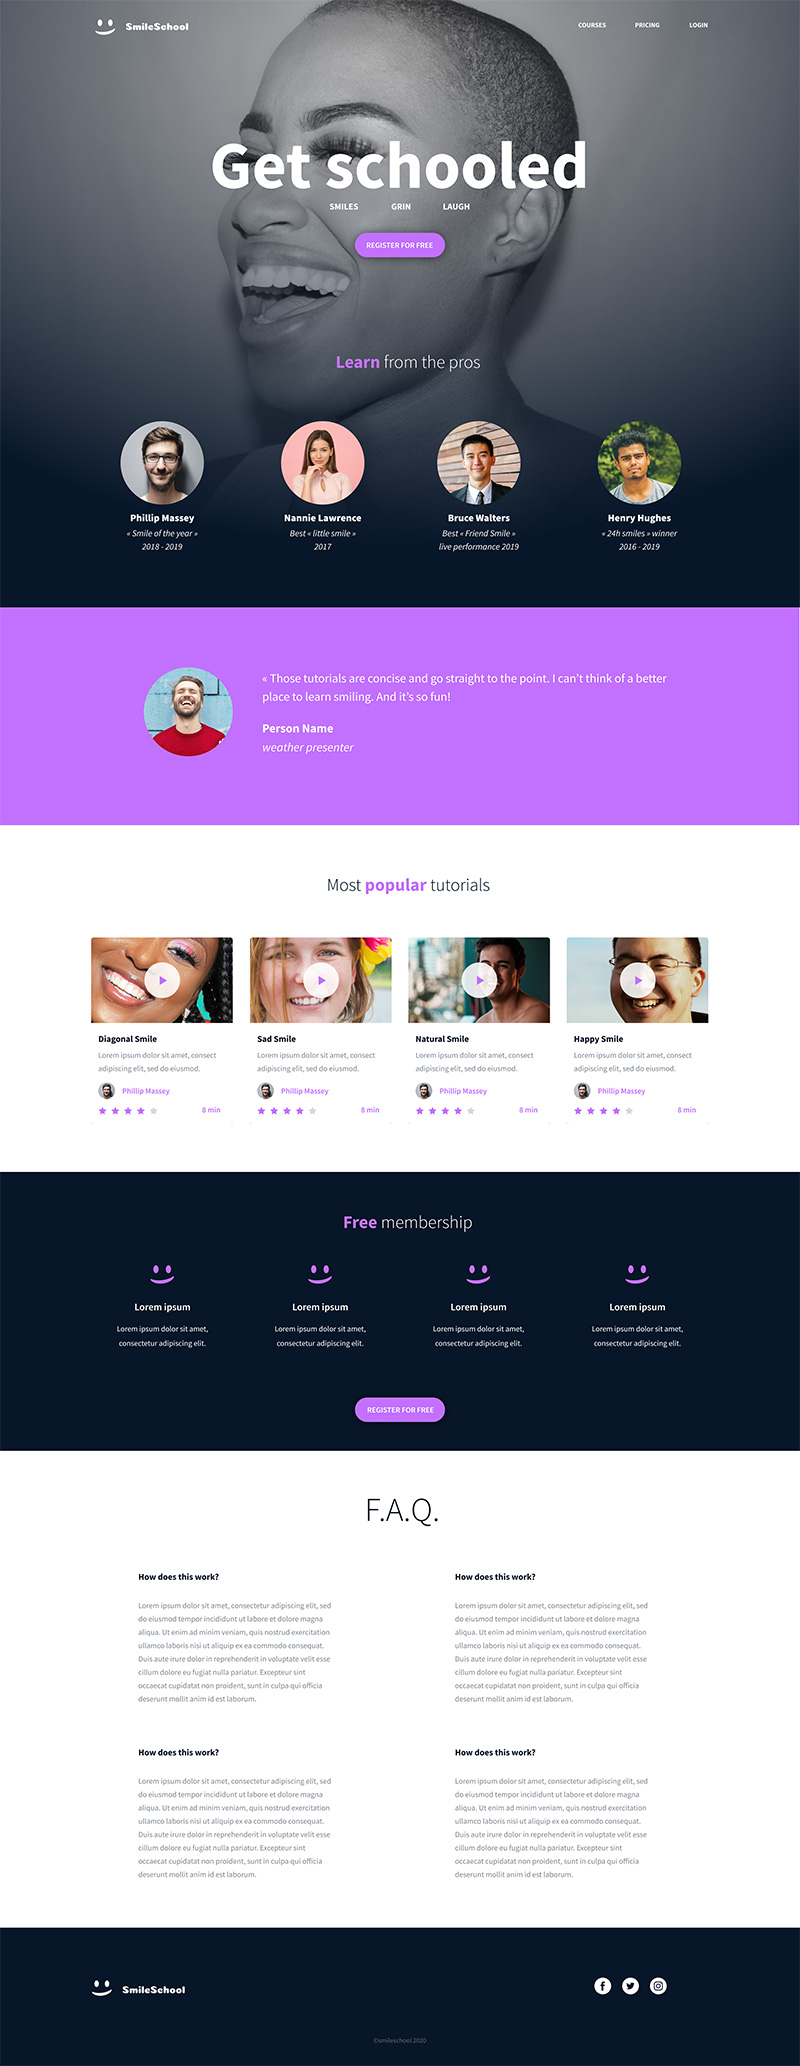 SmileSchool
COURSES PRICING LOGIN
Get schooled
SMILES GRIN LAUGH
REGISTER FOR FREE
Learn from the pros
Phillip Massey
« Smile of the year »
2018 - 2019
Nannie Lawrence
Best « little smile »
2017
Bruce Walters
Best « Friend Smile »
live performance 2019
Henry Hughes
« 24h smiles » winner
2016 - 2019
« Those tutorials are concise and go straight to the point. I can’t think of a better
place to learn smiling. And it’s so fun!
Person Name
weather presenter
Most popular tutorials
Diagonal Smile
Lorem ipsum dolor sit amet, consect
adipiscing elit, sed do eiusmod.
Phillip Massey
8 min
Sad Smile
Lorem ipsum dolor sit amet, consect
adipiscing elit, sed do eiusmod.
Phillip Massey
8 min
Natural Smile
Lorem ipsum dolor sit amet, consect
adipiscing elit, sed do eiusmod.
Phillip Massey
8 min
Happy Smile
Lorem ipsum dolor sit amet, consect
adipiscing elit, sed do eiusmod.
Phillip Massey
8 min
Free membership
Lorem ipsum
Lorem ipsum dolor sit amet,
consectetur adipiscing elit.
Lorem ipsum
Lorem ipsum dolor sit amet,
consectetur adipiscing elit.
Lorem ipsum
Lorem ipsum dolor sit amet,
consectetur adipiscing elit.
Lorem ipsum
Lorem ipsum dolor sit amet,
consectetur adipiscing elit.
REGISTER FOR FREE
F.A.Q.
How does this work?
Lorem ipsum dolor sit amet, consectetur adipiscing elit, sed
do eiusmod tempor incididunt ut labore et dolore magna
aliqua. Ut enim ad minim veniam, quis nostrud exercitation
ullamco laboris nisi ut aliquip ex ea commodo consequat.
Duis aute irure dolor in reprehenderit in voluptate velit esse
cillum dolore eu fugiat nulla pariatur. Excepteur sint
occaecat cupidatat non proident, sunt in culpa qui officia
deserunt mollit anim id est laborum.
How does this work?
Lorem ipsum dolor sit amet, consectetur adipiscing elit, sed
do eiusmod tempor incididunt ut labore et dolore magna
aliqua. Ut enim ad minim veniam, quis nostrud exercitation
ullamco laboris nisi ut aliquip ex ea commodo consequat.
Duis aute irure dolor in reprehenderit in voluptate velit esse
cillum dolore eu fugiat nulla pariatur. Excepteur sint
occaecat cupidatat non proident, sunt in culpa qui officia
deserunt mollit anim id est laborum.
How does this work?
Lorem ipsum dolor sit amet, consectetur adipiscing elit, sed
do eiusmod tempor incididunt ut labore et dolore magna
aliqua. Ut enim ad minim veniam, quis nostrud exercitation
ullamco laboris nisi ut aliquip ex ea commodo consequat.
Duis aute irure dolor in reprehenderit in voluptate velit esse
cillum dolore eu fugiat nulla pariatur. Excepteur sint
occaecat cupidatat non proident, sunt in culpa qui officia
deserunt mollit anim id est laborum.
How does this work?
Lorem ipsum dolor sit amet, consectetur adipiscing elit, sed
do eiusmod tempor incididunt ut labore et dolore magna
aliqua. Ut enim ad minim veniam, quis nostrud exercitation
ullamco laboris nisi ut aliquip ex ea commodo consequat.
Duis aute irure dolor in reprehenderit in voluptate velit esse
cillum dolore eu fugiat nulla pariatur. Excepteur sint
occaecat cupidatat non proident, sunt in culpa qui officia
deserunt mollit anim id est laborum.
SmileSchool
©smileschool 2020